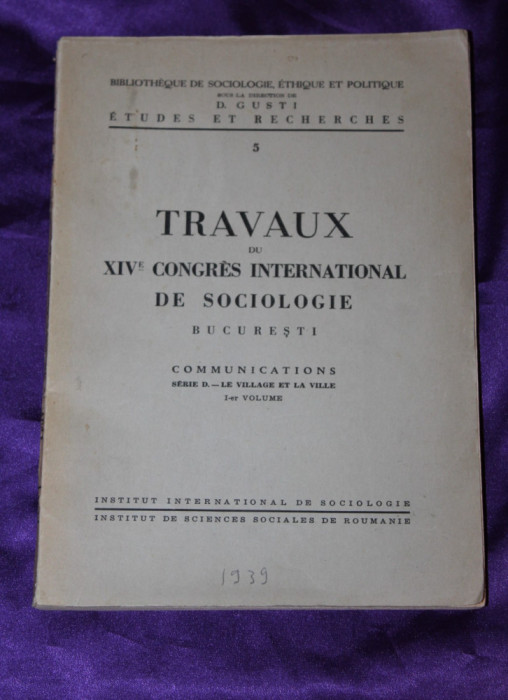 BIBLIOTHÈQUE DE SOCIOLOGIE, ÉTHIQUE ET POLITIQUE
SOUS LA DIRECTION DE
D. GUSTI
ÉTUDES ET RECHERCHES
5
TRAVAUX
DU
XIVE CONGRÈS INTERNATIONAL
DE SOCIOLOGIE
BUCUREȘTI
COMMUNICATIONS
SÉRIE D. — LE VILLAGE ET LA VILLE
I-er VOLUME
INSTITUT INTERNATIONAL DE SOCIOLOGIE
INSTITUT DE SCIENCES SOCIALES DE ROUMANIE
1939